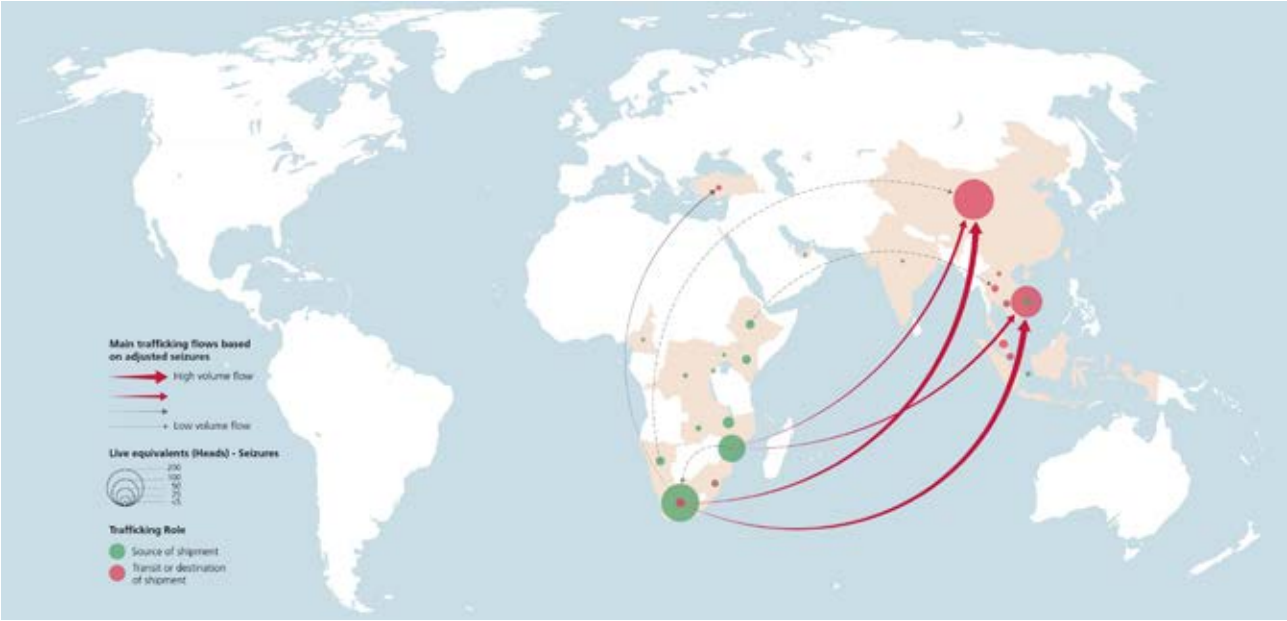 Main trafficking flows based
on adjusted seizures
High volume flow
Low volume flow
Live equivalents (Heads) - Seizures
200
100
Trafficking Role
Source of shipment
Transit or destination
of shipment